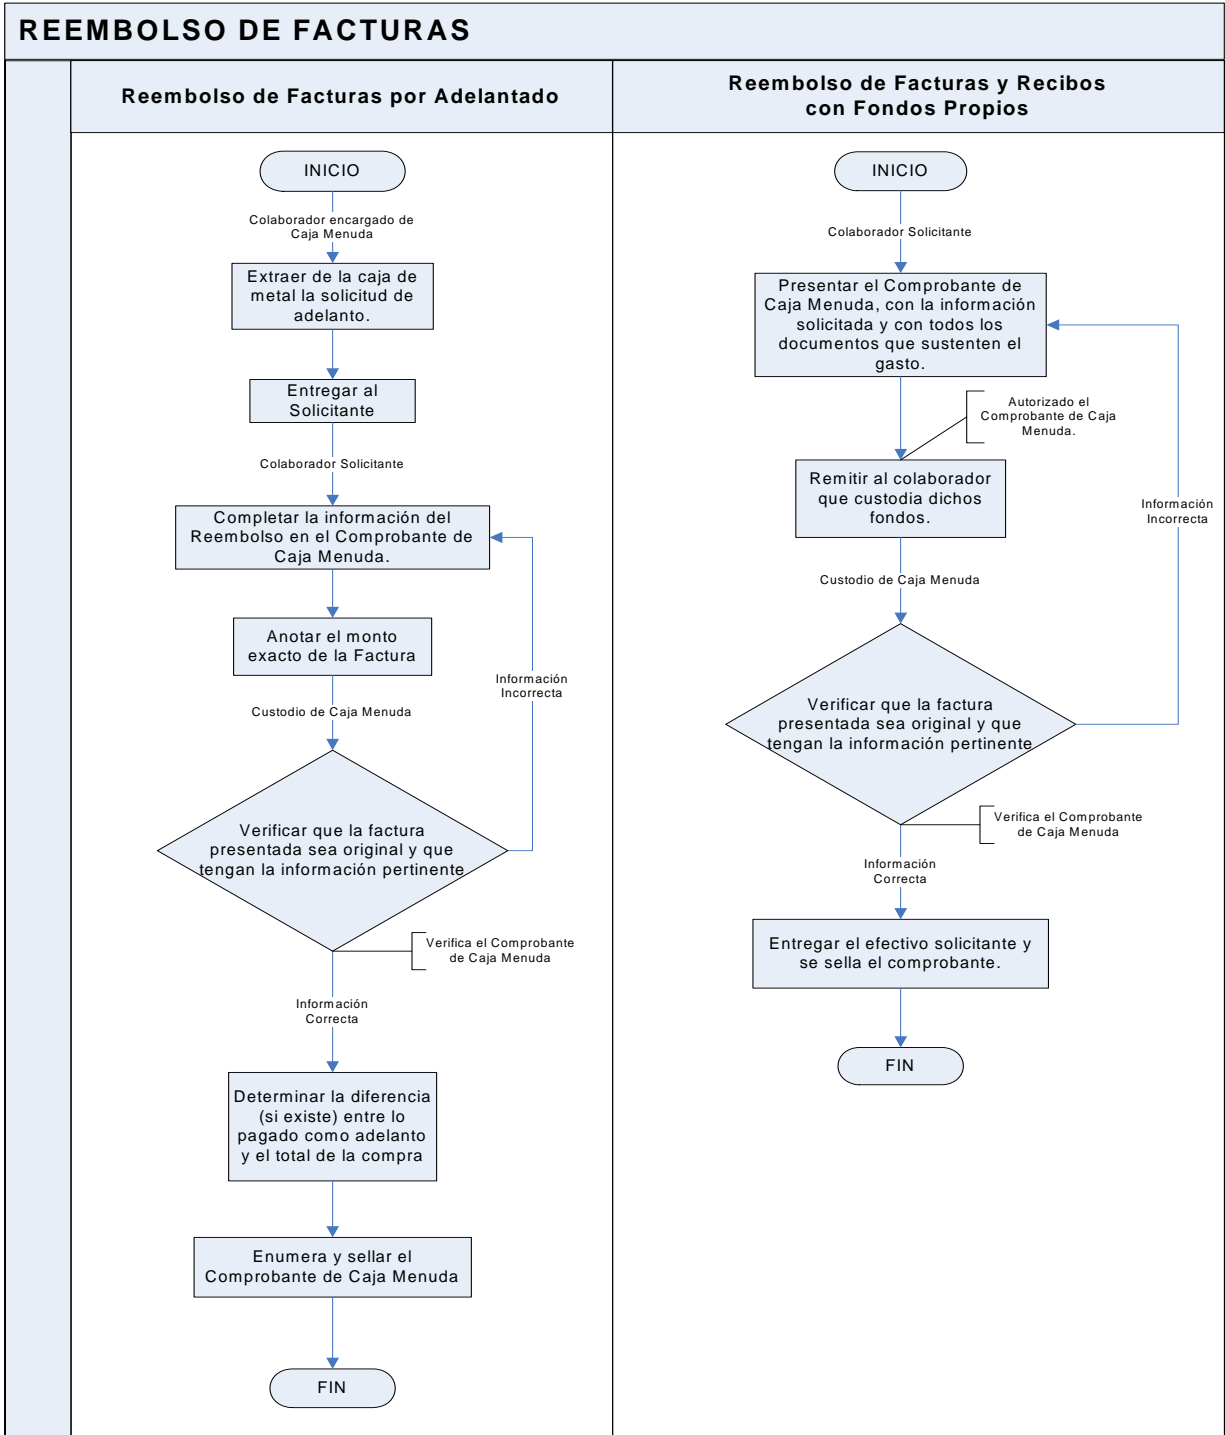 REEMBOLSO DE FACTURAS
Reembolso de Facturas por Adelantado
INICIO
Colaborador encargado de
Caja Menuda
Extraer de la caja de
metal la solicitud de
adelanto.
Entregar al
Solicitante
Colaborador Solicitante
Completar la información del
Reembolso en el Comprobante de
Caja Menuda.
Anotar el monto
exacto de la Factura
Información
Incorrecta
Custodio de Caja Menuda
Verificar que la factura
presentada sea original y que
tengan la información pertinente
Verifica el Comprobante
de Caja Menuda
Información
Correcta
Determinar la diferencia
(si existe) entre lo
pagado como adelanto
y el total de la compra
Enumera y sellar el
Comprobante de Caja Menuda
FIN
Reembolso de Facturas y Recibos
con Fondos Propios
INICIO
Colaborador Solicitante
Presentar el Comprobante de
Caja Menuda, con la información
solicitada y con todos los
documentos que sustenten el
gasto.
Autorizado el
Comprobante de Caja
Menuda.
Remitir al colaborador
que custodia dichos
fondos.
Información
Incorrecta
Custodio de Caja Menuda
Verificar que la factura
presentada sea original y que
tengan la información pertinente
Verifica el Comprobante
de Caja Menuda
Información
Correcta
Entregar el efectivo solicitante y
se sella el comprobante.
FIN